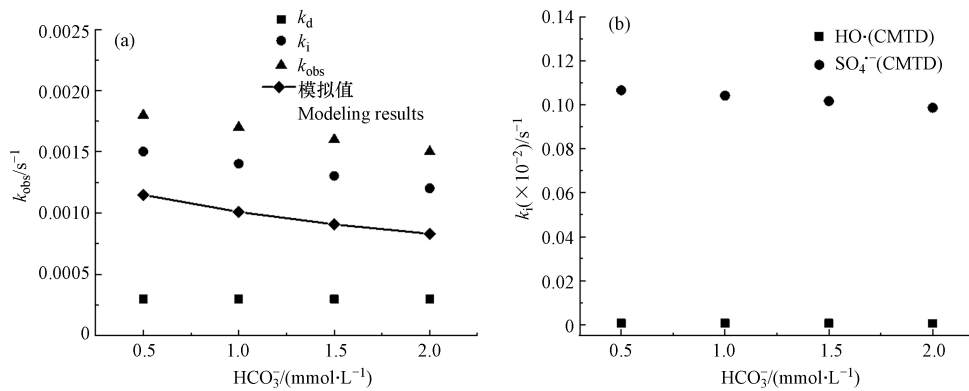 (a)
k_d
k_i
k_obs
模拟值
Modeling results
k_obs/s⁻¹
0.0025
0.0020
0.0015
0.0010
0.0005
0
0.5 1.0 1.5 2.0
HCO₃⁻/(mmol·L⁻¹)
(b)
HO·(CMTD)
SO₄·⁻(CMTD)
k_i(×10⁻²)/s⁻¹
0.14
0.12
0.10
0.08
0.06
0.04
0.02
0
0.5 1.0 1.5 2.0
HCO₃⁻/(mmol·L⁻¹)